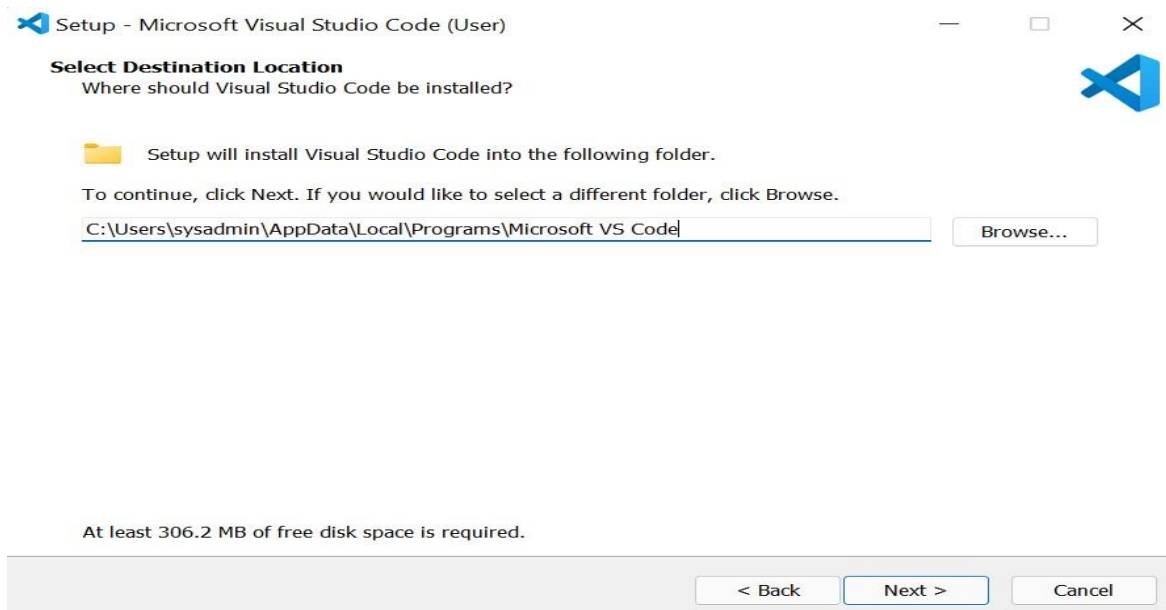 Setup - Microsoft Visual Studio Code (User)
Select Destination Location
Where should Visual Studio Code be installed?
Setup will install Visual Studio Code into the following folder.
To continue, click Next. If you would like to select a different folder, click Browse.
C:\Users\sysadmin\AppData\Local\Programs\Microsoft VS Code
Browse...
At least 306.2 MB of free disk space is required.
< Back
Next >
Cancel